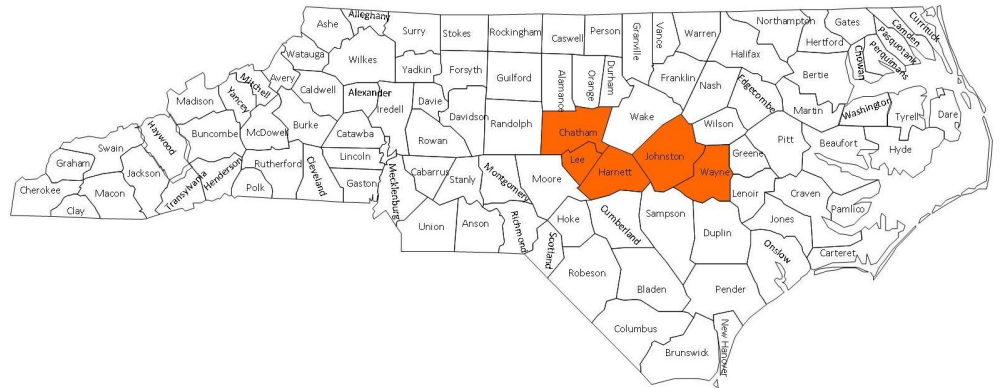 Ashe
Alleghany
Surry
Stokes
Rockingham
Caswell
Person
Granville
Vance
Warren
Northampton
Gates
Hertford
Camden
Currituck
Pasquotank
Perquimans
Chowan
Halifax
Watauga
Wilkes
Yadkin
Forsyth
Guilford
Alamance
Orange
Durham
Franklin
Nash
Edgecombe
Bertie
Mitchell
Avery
Caldwell
Alexander
Iredell
Davie
Davidson
Randolph
Chatham
Wake
Wilson
Martin
Washington
Tyrell
Dare
Madison
Yancey
Buncombe
McDowell
Burke
Catawba
Rowan
Pitt
Beaufort
Hyde
Haywood
Swain
Graham
Jackson
Cherokee
Macon
Clay
Transylvania
Henderson
Rutherford
Polk
Cleveland
Lincoln
Gaston
Mecklenburg
Cabarrus
Stanly
Montgomery
Moore
Lee
Harnett
Johnston
Wayne
Greene
Lenoir
Craven
Pamlico
Jones
Carteret
Union
Anson
Richmond
Scotland
Hoke
Cumberland
Sampson
Duplin
Onslow
Robeson
Bladen
Pender
Columbus
Brunswick
New Hanover